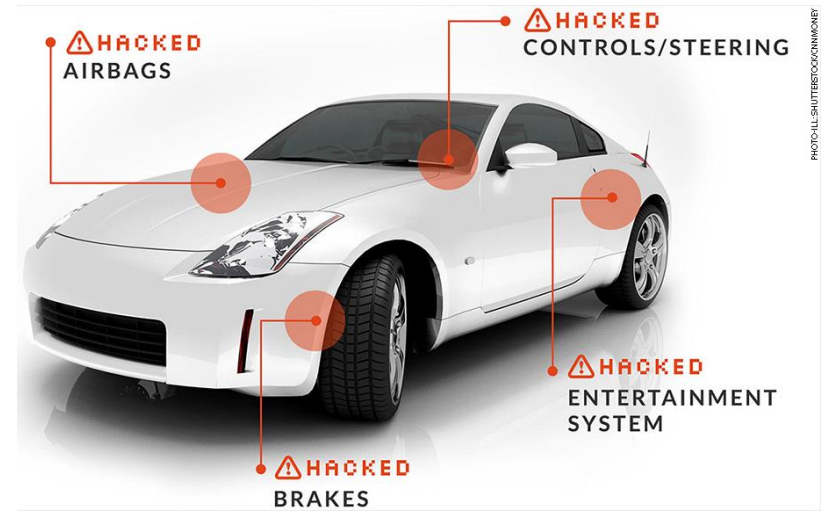 HACKED
CONTROLS/STEERING
HACKED
AIRBAGS
HACKED
ENTERTAINMENT
SYSTEM
HACKED
BRAKES
PHOTO-ILL:SHUTTERSTOCK/CNNMONEY